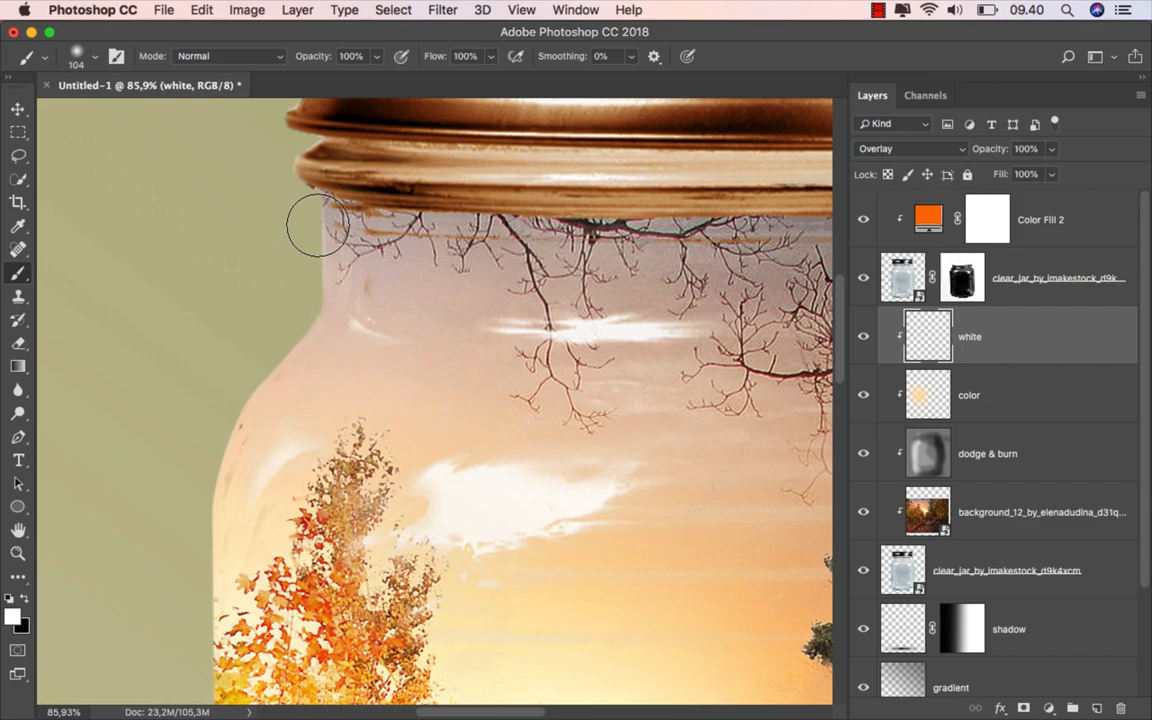 Photoshop CC File Edit Image Layer Type Select Filter 3D View Window Help 09.40
Adobe Photoshop CC 2018
104 Mode: Normal Opacity: 100% Flow: 100% Smoothing: 0%
Untitled-1 @ 85,9% (white, RGB/8) *
Layers Channels
Kind
Overlay Opacity: 100%
Lock: Fill: 100%
Color Fill 2
clear_jar_by_imakestock_d9k...
white
color
dodge & burn
background_12_by_elenadudina_d31q...
clear_jar_by_imakestock_d9k4xcm
shadow
gradient
85,93% Doc: 23,2M/105,3M